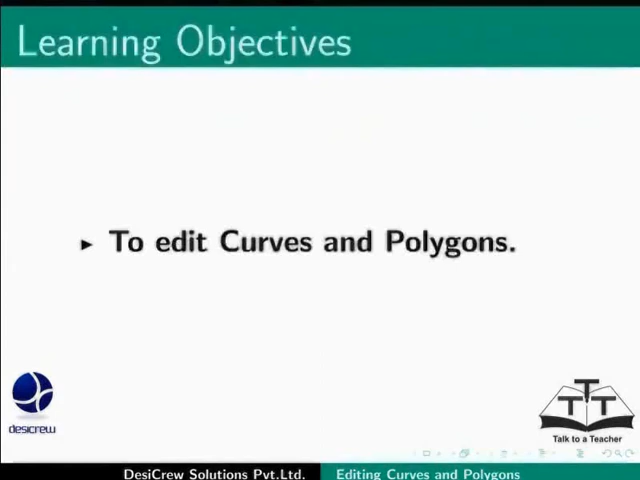 Learning Objectives
To edit Curves and Polygons.
desicrew
T T T
Talk to a Teacher
DesiCrew Solutions Pvt.Ltd.
Editing Curves and Polygons